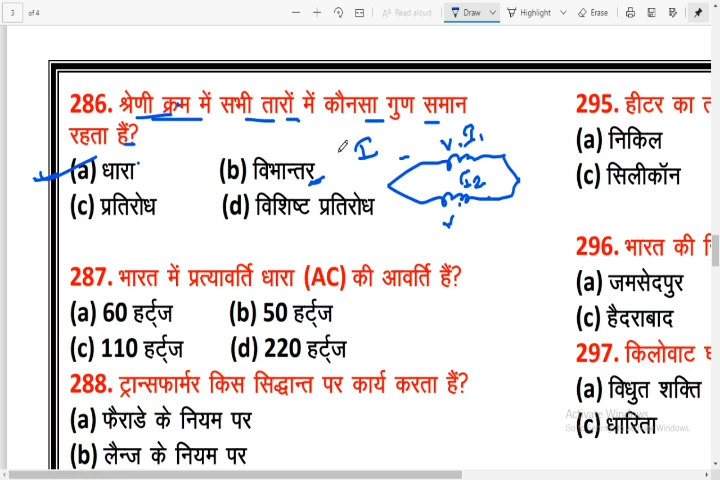 3 of 4 Read aloud Draw Highlight Erase
286. श्रेणी क्रम में सभी तारों में कौनसा गुण समान
रहता हैं?
(a) धारा (b) विभान्तर
(c) प्रतिरोध (d) विशिष्ट प्रतिरोध
I V I₁
I2
V
287. भारत में प्रत्यावर्ति धारा (AC) की आवर्ति हैं?
(a) 60 हर्ट्ज (b) 50 हर्ट्ज
(c) 110 हर्ट्ज (d) 220 हर्ट्ज
288. ट्रान्सफार्मर किस सिद्धान्त पर कार्य करता हैं?
(a) फैराडे के नियम पर
(b) लैन्ज के नियम पर
295. हीटर का
(a) निकिल
(c) सिलीकॉन
296. भारत की
(a) जमसेदपुर
(c) हैदराबाद
297. किलोवाट
(a) विधुत शक्ति
(c) धारिता
Activate Windows